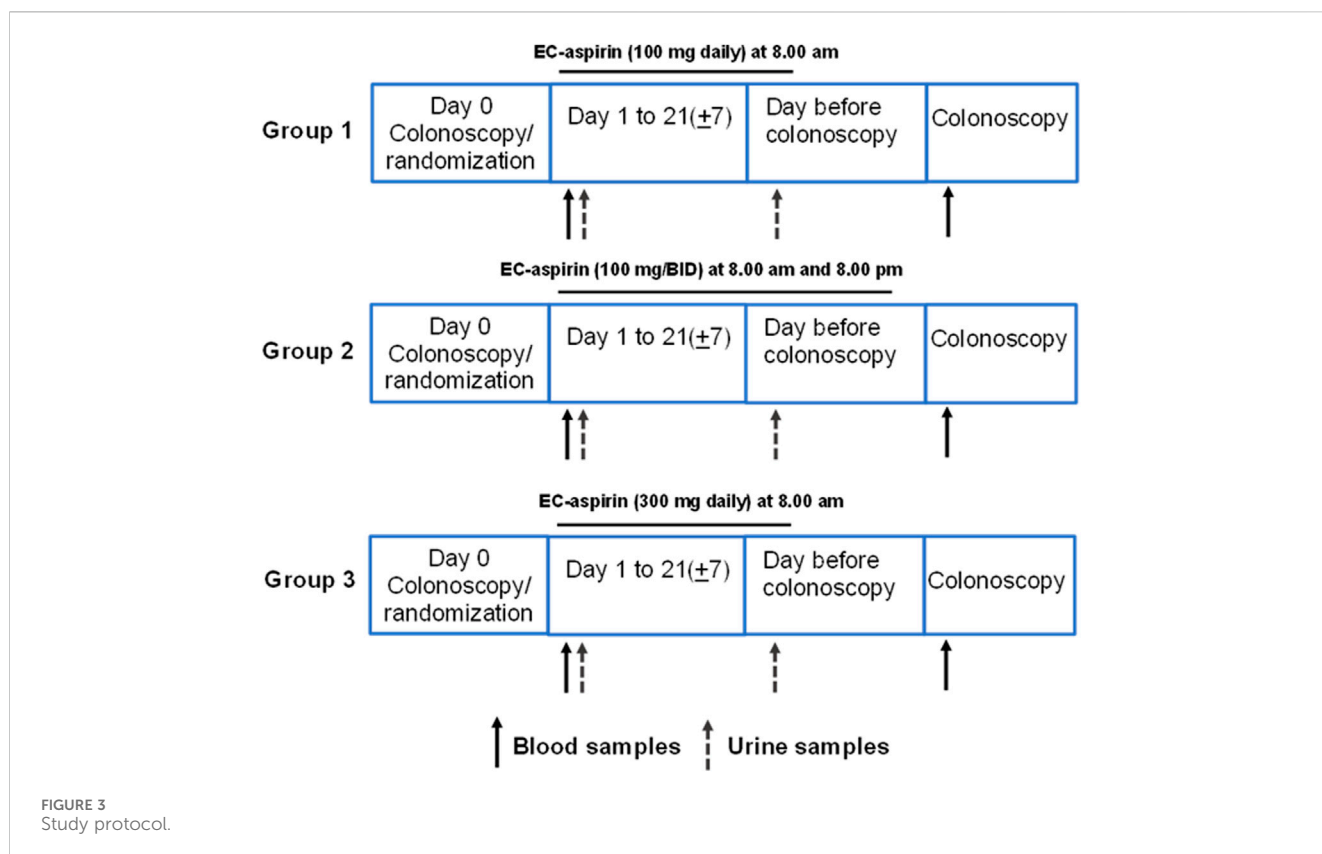 EC-aspirin (100 mg daily) at 8.00 am
Group 1
Day 0
Colonoscopy/
randomization
Day 1 to 21(±7)
Day before
colonoscopy
Colonoscopy
EC-aspirin (100 mg/BID) at 8.00 am and 8.00 pm
Group 2
Day 0
Colonoscopy/
randomization
Day 1 to 21(±7)
Day before
colonoscopy
Colonoscopy
EC-aspirin (300 mg daily) at 8.00 am
Group 3
Day 0
Colonoscopy/
randomization
Day 1 to 21(±7)
Day before
colonoscopy
Colonoscopy
Blood samples
Urine samples
FIGURE 3
Study protocol.